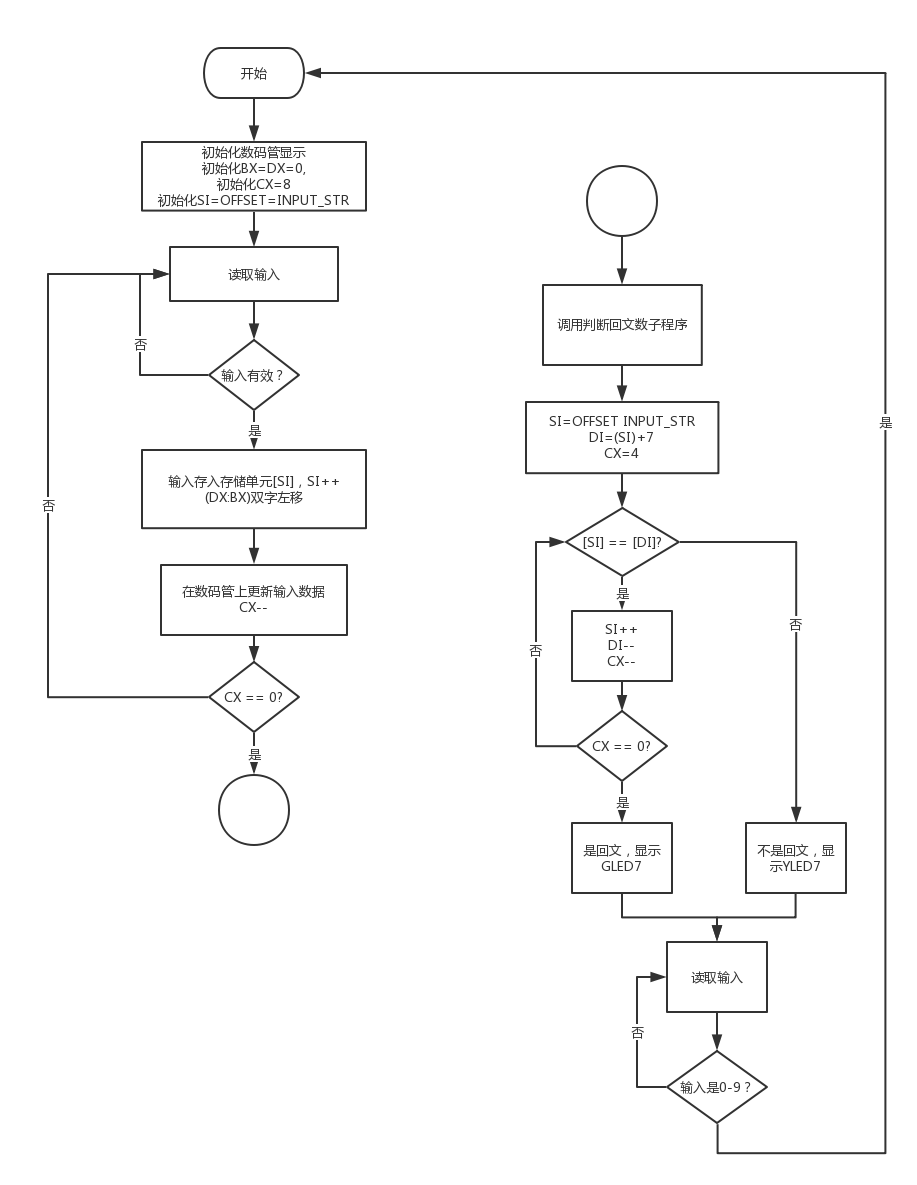 开始
初始化数码管显示
初始化BX=DX=0,
初始化CX=8
初始化SI=OFFSET=INPUT_STR
读取输入
否
输入有效？
是
否
输入存入存储单元[SI]，SI++
(DX:BX)双字左移
在数码管上更新输入数据
CX--
CX == 0?
是
调用判断回文数子程序
SI=OFFSET INPUT_STR
DI=(SI)+7
CX=4
是
[SI] == [DI]?
是
否
SI++
DI--
CX--
否
CX == 0?
是
是回文，显示
GLED7
不是回文，显
示YLED7
读取输入
否
输入是0-9？